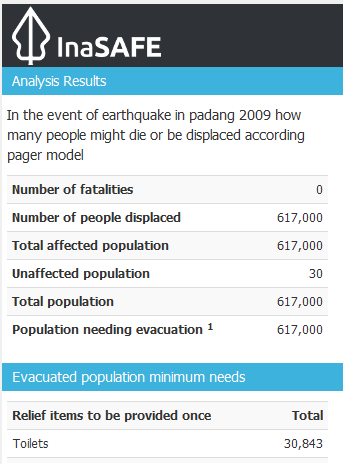 InaSAFE
Analysis Results
In the event of earthquake in padang 2009 how
many people might die or be displaced according
pager model
Number of fatalities 0
Number of people displaced 617,000
Total affected population 617,000
Unaffected population 30
Total population 617,000
Population needing evacuation 1 617,000
Evacuated population minimum needs
Relief items to be provided once Total
Toilets 30,843